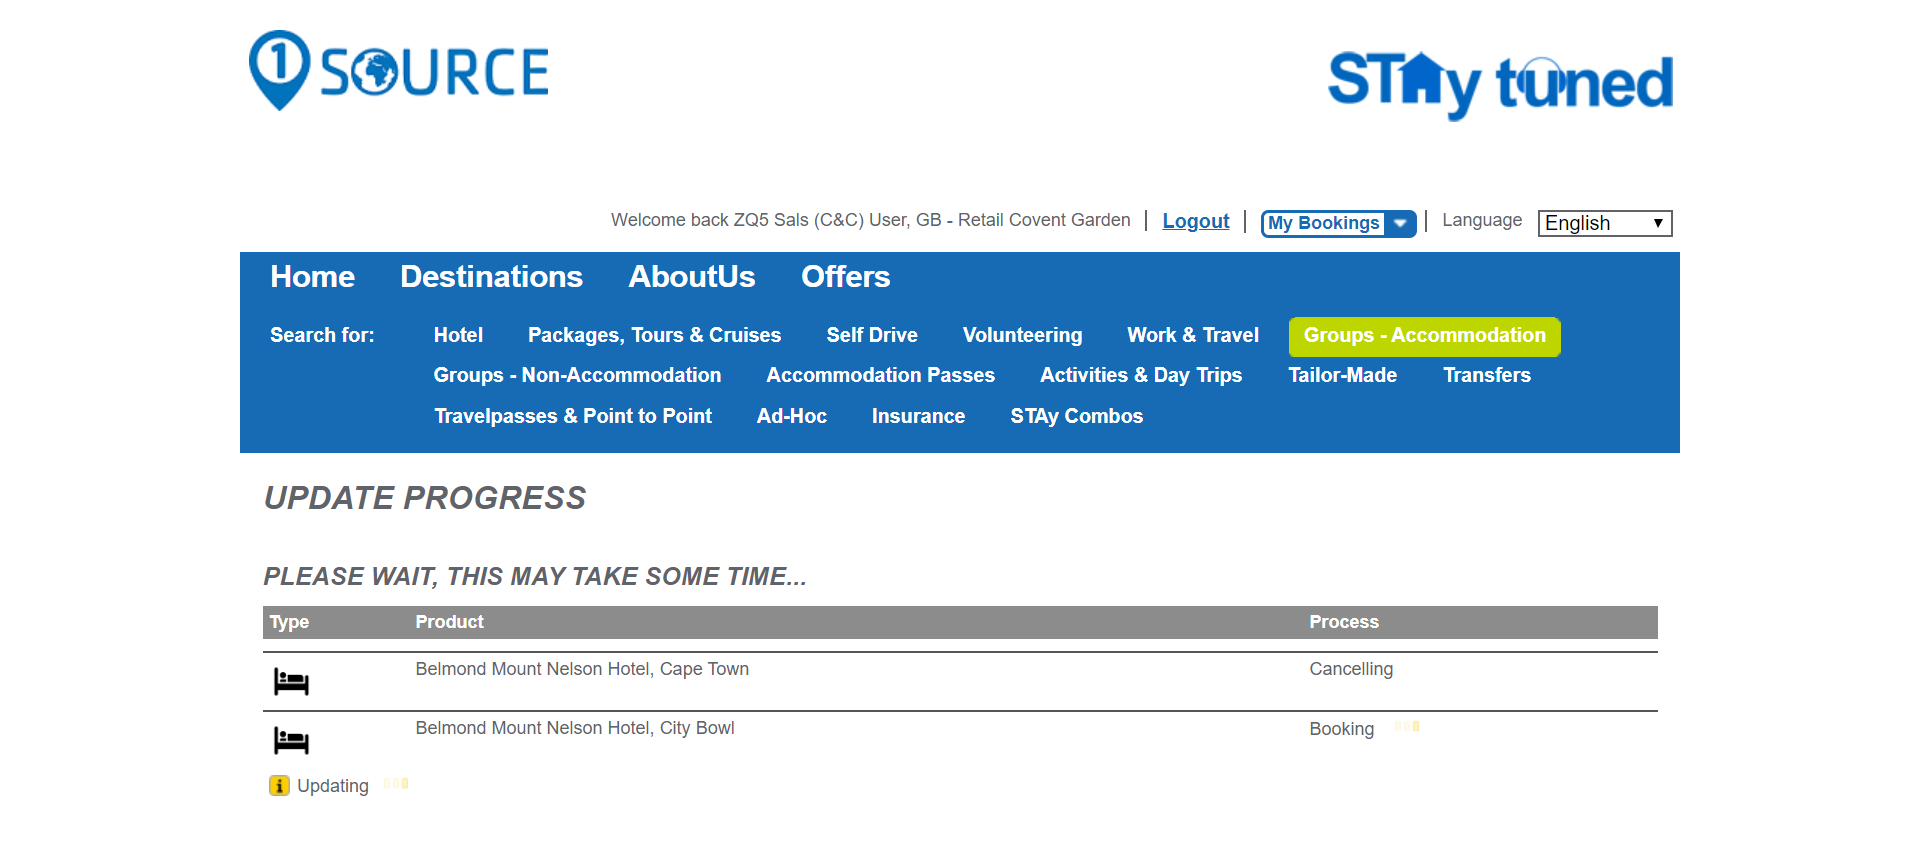 1 SOURCE
STAy tuned
Welcome back ZQ5 Sals (C&C) User, GB - Retail Covent Garden Logout My Bookings Language English
Home Destinations AboutUs Offers
Search for: Hotel Packages, Tours & Cruises Self Drive Volunteering Work & Travel Groups - Accommodation
Groups - Non-Accommodation Accommodation Passes Activities & Day Trips Tailor-Made Transfers
Travelpasses & Point to Point Ad-Hoc Insurance STAy Combos
UPDATE PROGRESS
PLEASE WAIT, THIS MAY TAKE SOME TIME...
Type Product Process
Belmond Mount Nelson Hotel, Cape Town Cancelling
Belmond Mount Nelson Hotel, City Bowl Booking
i Updating